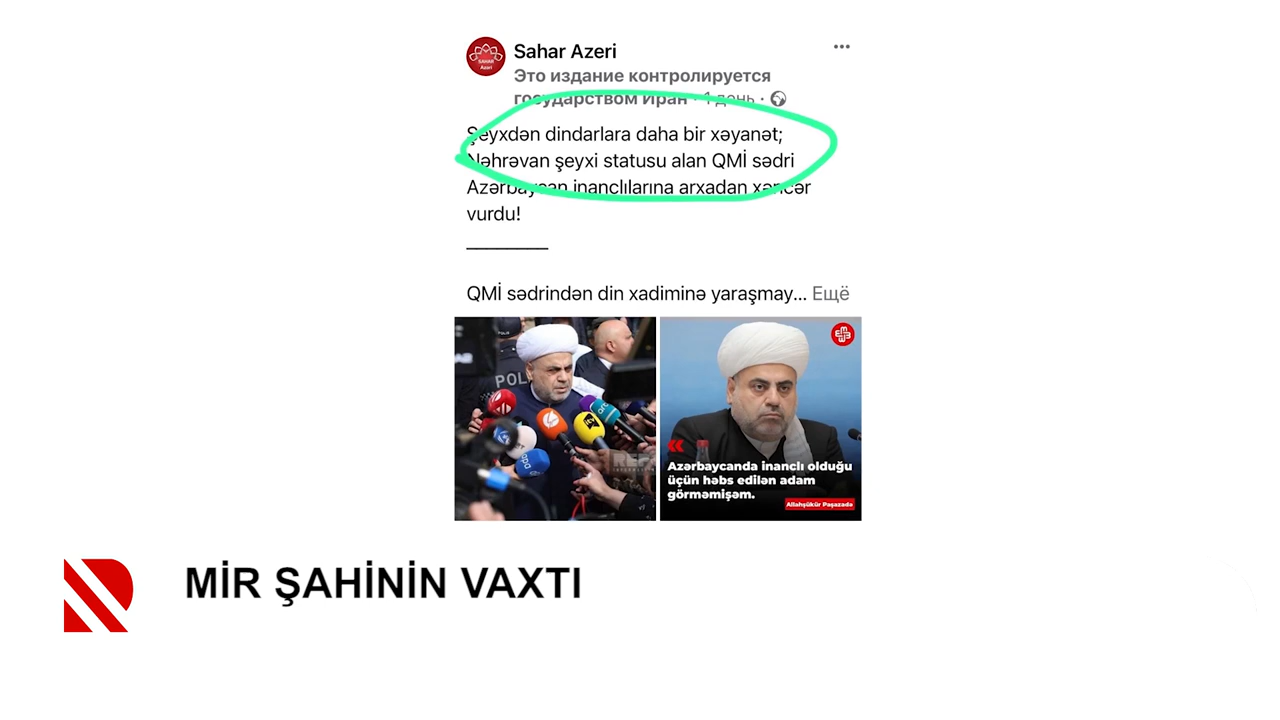 Sahar Azeri
Это издание контролируется
государством Иран · 1 день ·
Şeyxdən dindarlara daha bir xəyanət;
Nəhrəvan şeyxi statusu alan QMİ sədri
Azərbaycan inanclılarına arxadan xəncər
vurdu!
QMİ sədrindən din xadiminə yaraşmay... Ещё
Azərbaycanda inanclı olduğu
üçün həbs edilən adam
görməmişəm.
Allahşükür Paşazadə
MİR ŞAHİNİN VAXTI